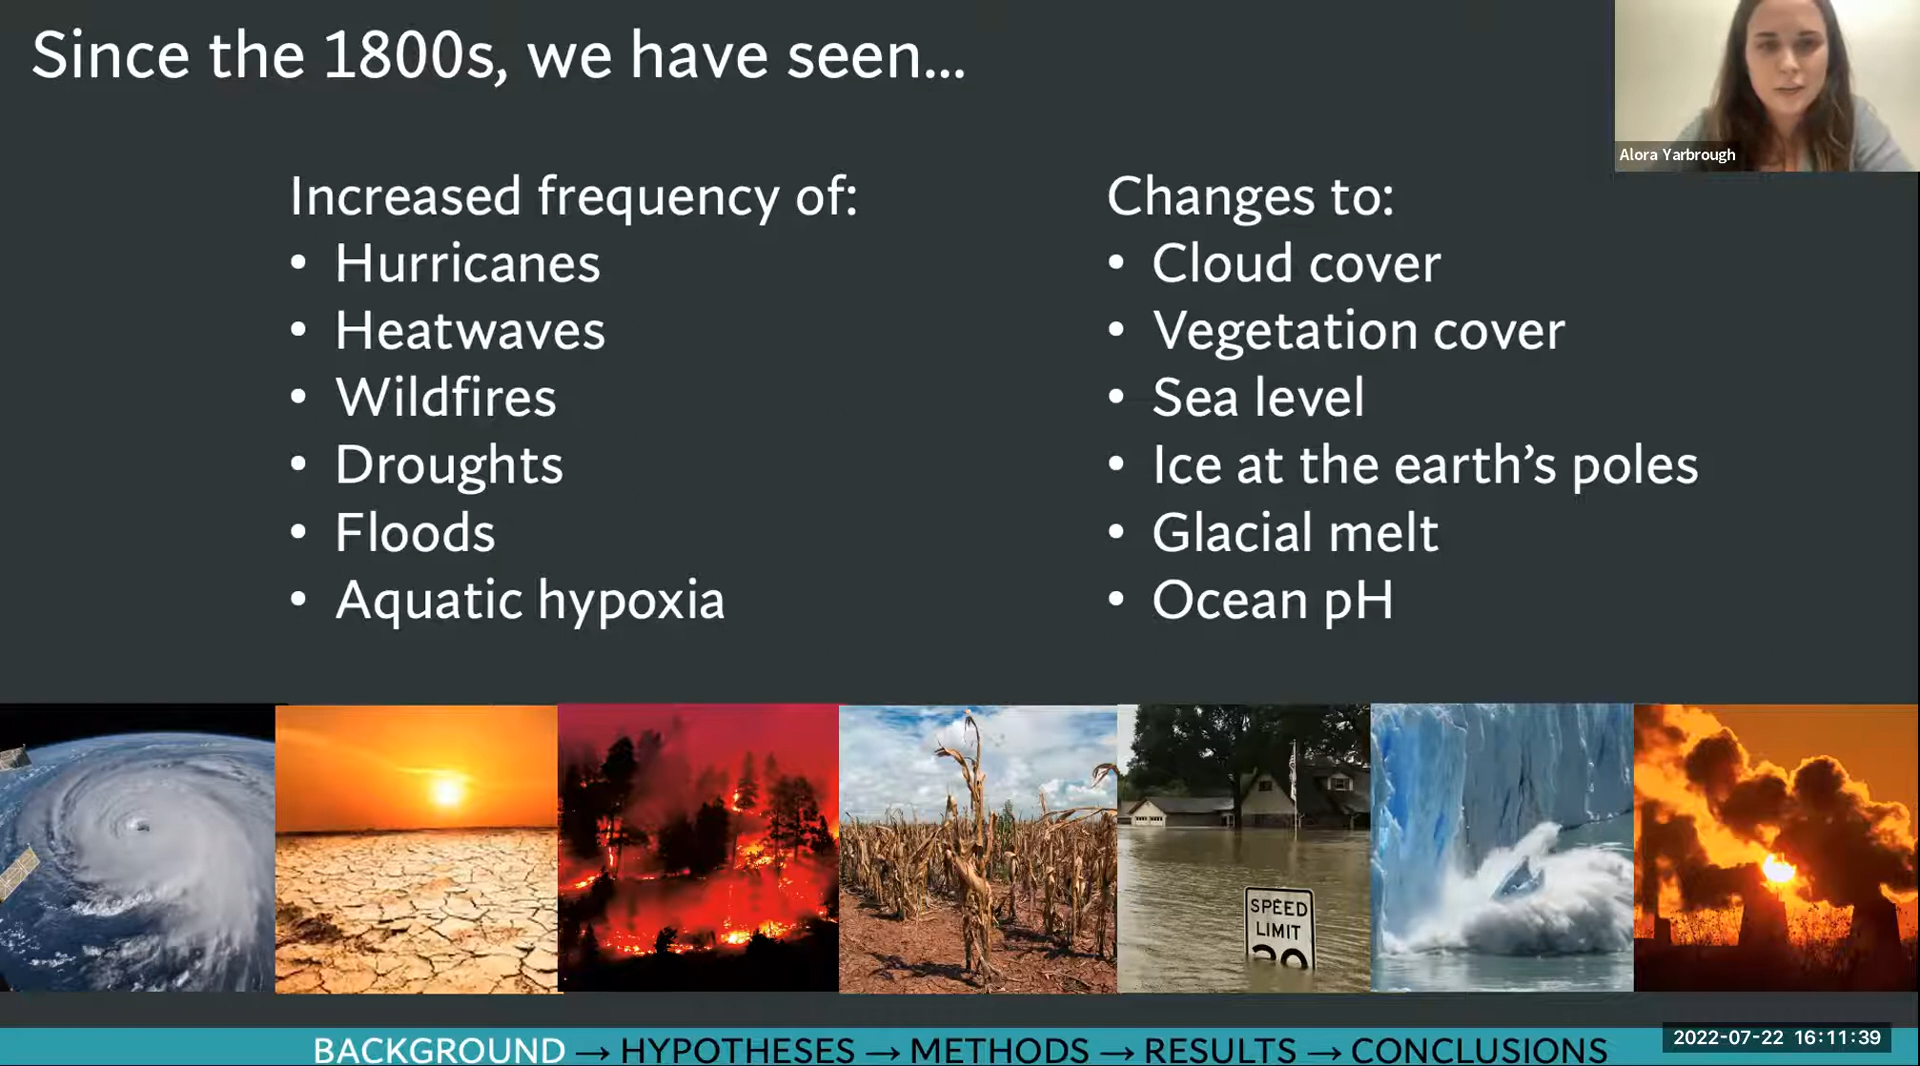 Since the 1800s, we have seen...
Alora Yarbrough
Increased frequency of:
• Hurricanes
• Heatwaves
• Wildfires
• Droughts
• Floods
• Aquatic hypoxia
Changes to:
• Cloud cover
• Vegetation cover
• Sea level
• Ice at the earth’s poles
• Glacial melt
• Ocean pH
SPEED
LIMIT
BACKGROUND → HYPOTHESES → METHODS → RESULTS → CONCLUSIONS
2022-07-22 16:11:39